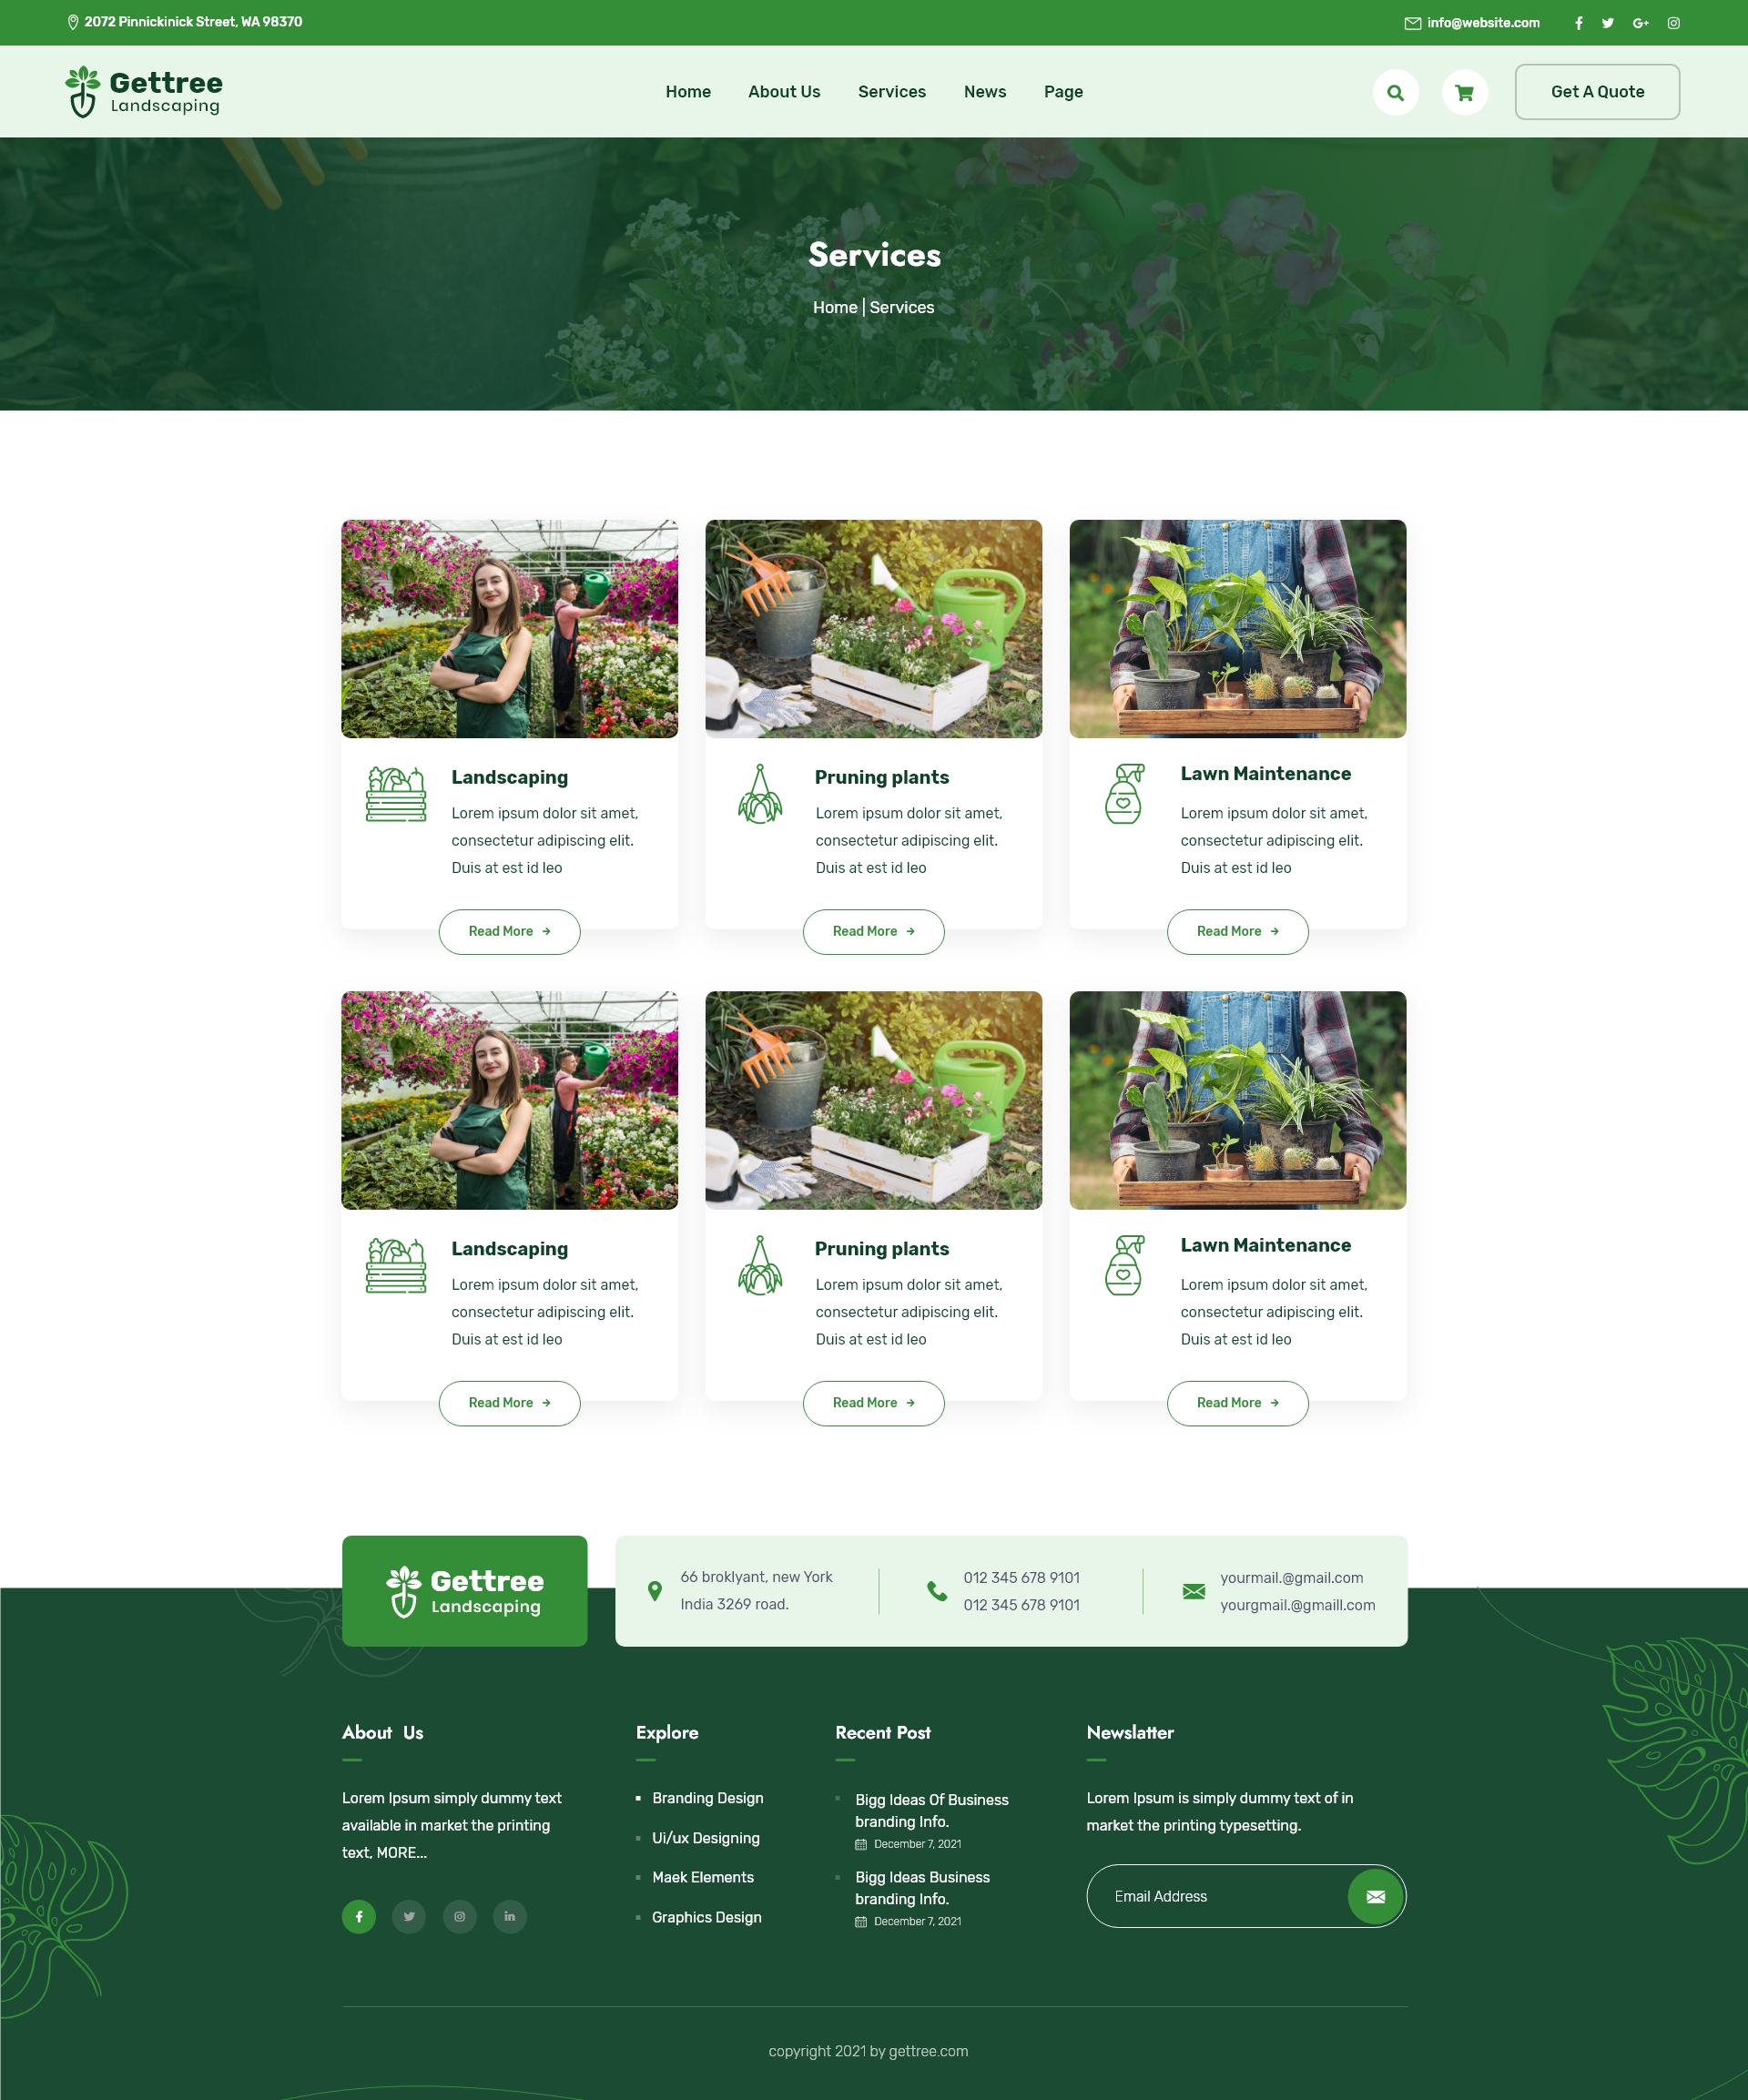 2072 Pinnickinick Street, WA 98370
info@website.com
Gettree
Landscaping
Home About Us Services News Page
Get A Quote
Services
Home | Services
Landscaping
Lorem ipsum dolor sit amet,
consectetur adipiscing elit.
Duis at est id leo
Read More
Pruning plants
Lorem ipsum dolor sit amet,
consectetur adipiscing elit.
Duis at est id leo
Read More
Lawn Maintenance
Lorem ipsum dolor sit amet,
consectetur adipiscing elit.
Duis at est id leo
Read More
Landscaping
Lorem ipsum dolor sit amet,
consectetur adipiscing elit.
Duis at est id leo
Read More
Pruning plants
Lorem ipsum dolor sit amet,
consectetur adipiscing elit.
Duis at est id leo
Read More
Lawn Maintenance
Lorem ipsum dolor sit amet,
consectetur adipiscing elit.
Duis at est id leo
Read More
Gettree
Landscaping
66 broklyant, new York
India 3269 road.
012 345 678 9101
012 345 678 9101
yourmail.@gmail.com
yourgmail.@gmaill.com
About Us
Lorem Ipsum simply dummy text
available in market the printing
text, MORE...
Explore
Branding Design
Ui/ux Designing
Maek Elements
Graphics Design
Recent Post
Bigg Ideas Of Business
branding Info.
December 7, 2021
Bigg Ideas Business
branding Info.
December 7, 2021
Newslatter
Lorem Ipsum is simply dummy text of in
market the printing typesetting.
Email Address
copyright 2021 by gettree.com